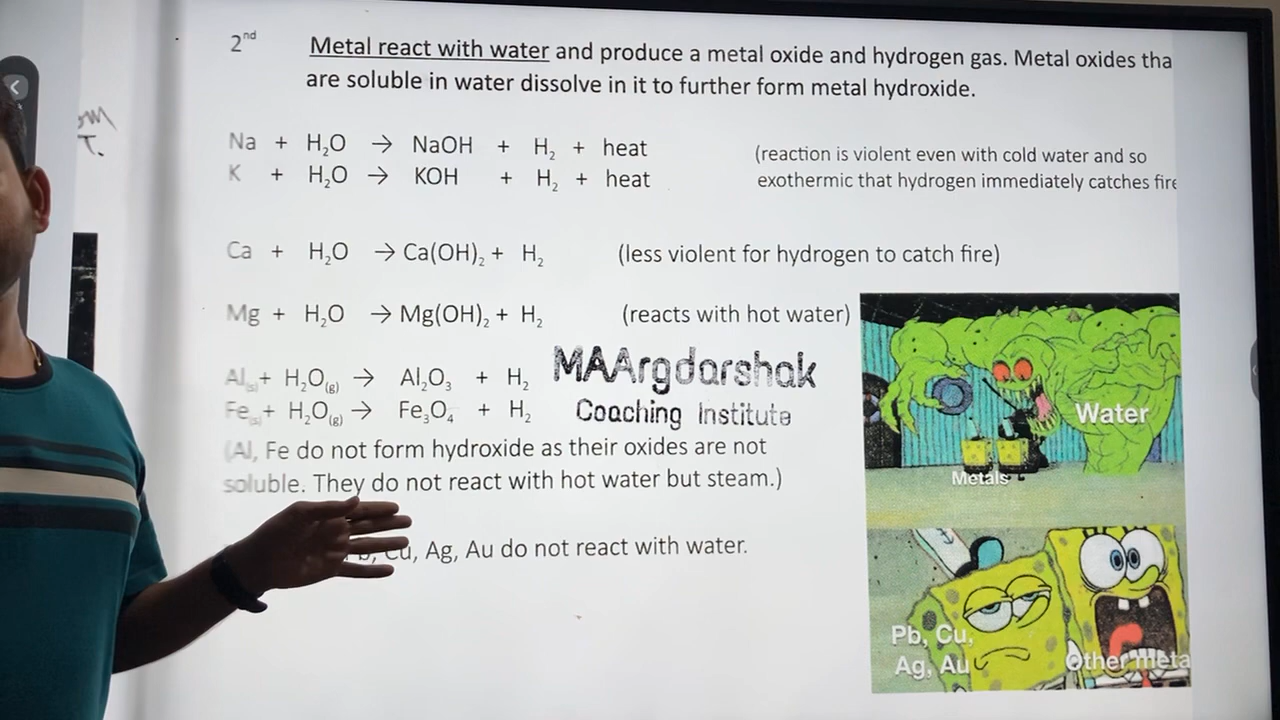 2nd Metal react with water and produce a metal oxide and hydrogen gas. Metal oxides tha
are soluble in water dissolve in it to further form metal hydroxide.
Na + H₂O → NaOH + H₂ + heat (reaction is violent even with cold water and so
K + H₂O → KOH + H₂ + heat exothermic that hydrogen immediately catches fire
Ca + H₂O → Ca(OH)₂ + H₂ (less violent for hydrogen to catch fire)
Mg + H₂O → Mg(OH)₂ + H₂ (reacts with hot water)
Al(s) + H₂O(g) → Al₂O₃ + H₂
Fe(s) + H₂O(g) → Fe₃O₄ + H₂
MAArgdarshak
Coaching Institute
(Al, Fe do not form hydroxide as their oxides are not
soluble. They do not react with hot water but steam.)
Cu, Ag, Au do not react with water.
Water
Metals
Pb, Cu,
Ag, Au
Other meta